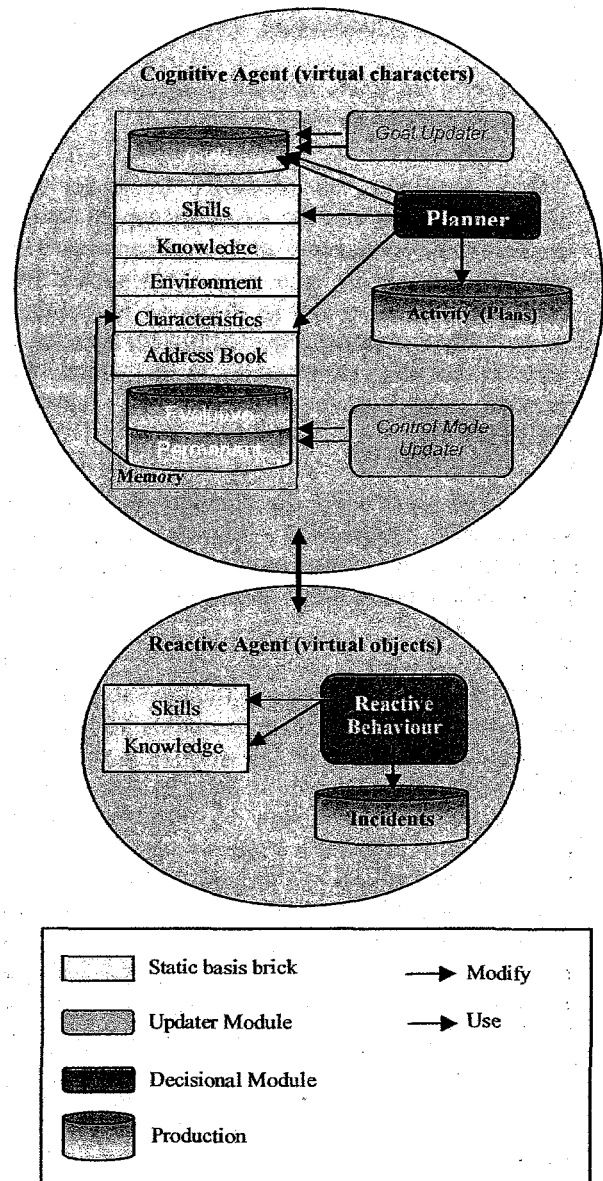 Cognitive Agent (virtual characters)
Goal Updater
Skills
Planner
Knowledge
Environment
Characteristics
Activity (Plans)
Address Book
Permanent
Control Mode
Updater
Memory
Reactive Agent (virtual objects)
Skills
Reactive
Behaviour
Knowledge
Incidents
Static basis brick
Modify
Updater Module
Use
Decisional Module
Production